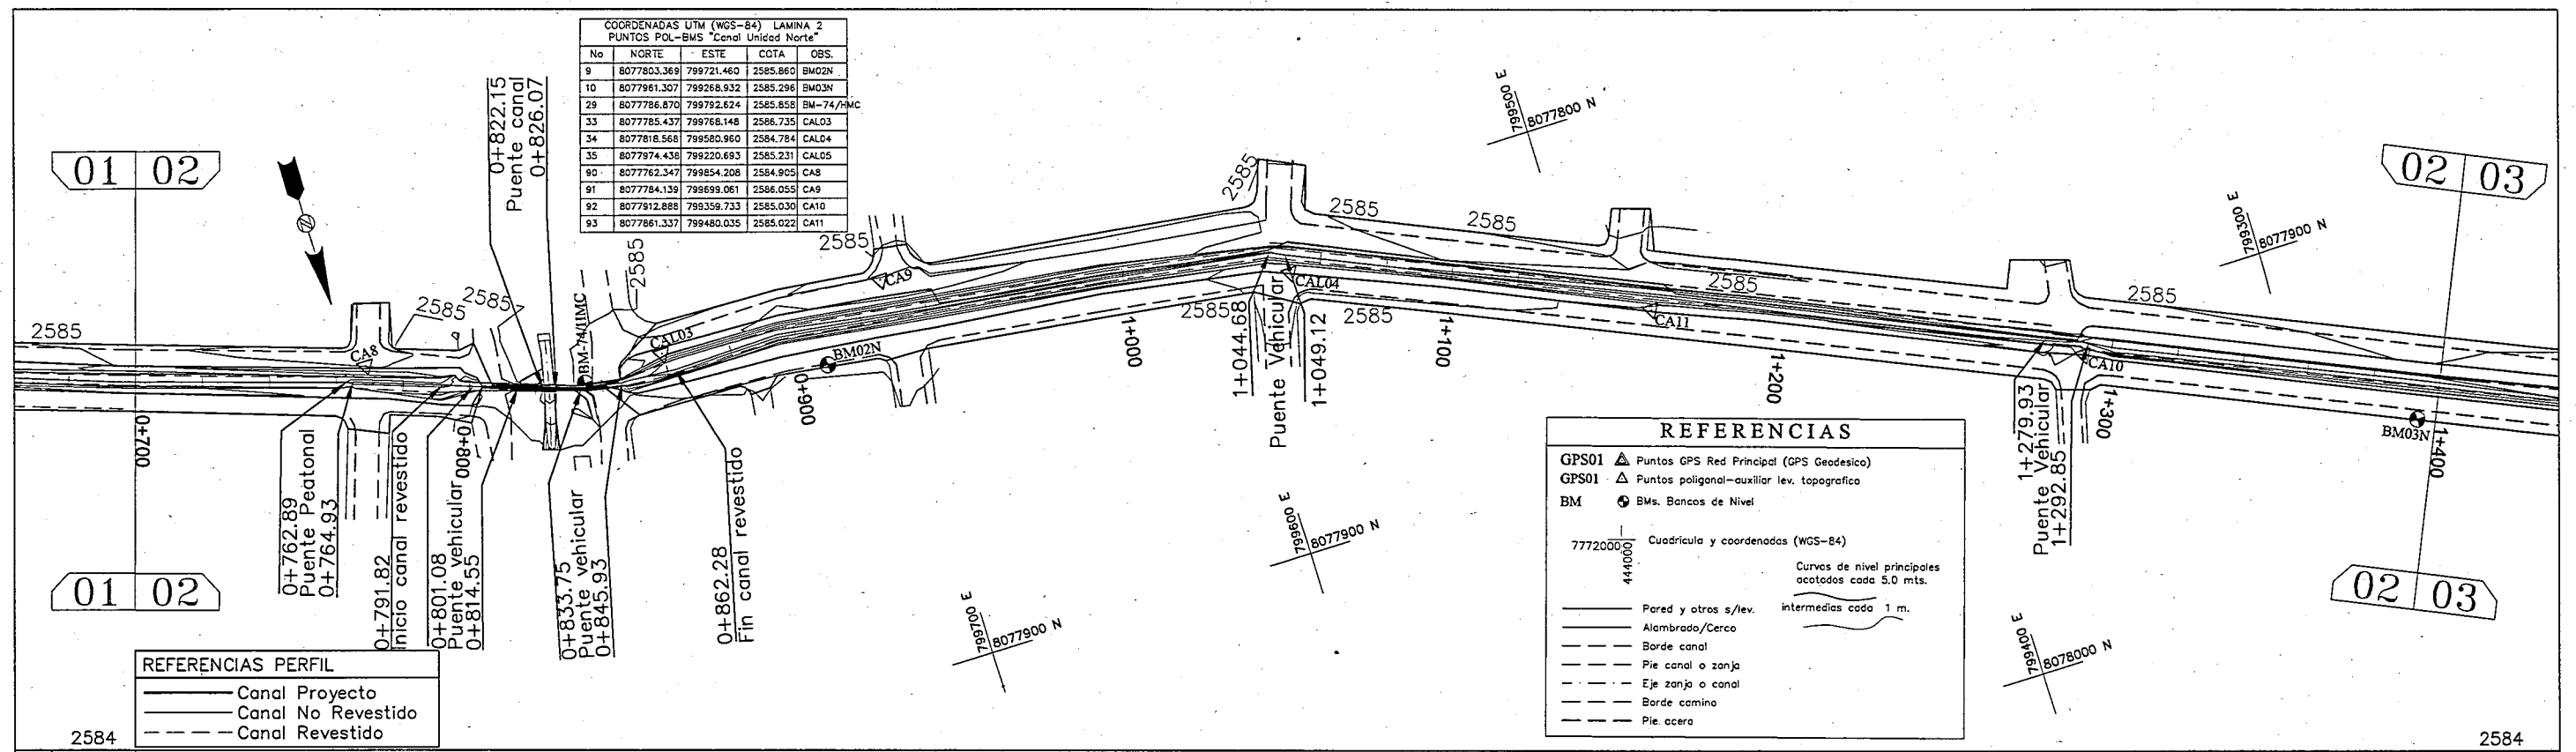 COORDENADAS UTM (WGS-84) LAMINA 2
PUNTOS POL-BMS "Canal Unidad Norte"
No NORTE ESTE COTA OBS.
9 8077803.369 799721.460 2585.860 BM02N
10 8077961.307 799268.932 2585.296 BM03N
29 8077786.870 799792.624 2585.858 BM-74/HMC
33 8077785.437 799768.148 2586.735 CAL03
34 8077818.568 799580.960 2584.784 CAL04
35 8077974.438 799220.693 2585.231 CAL05
90 8077762.347 799854.208 2584.905 CA8
91 8077784.139 799699.061 2586.055 CA9
92 8077912.888 799359.733 2585.030 CA10
93 8077861.337 799480.035 2585.022 CA11
01 02
02 03
N
0+822.15
Puente canal
0+826.07
799500 E
8077800 N
799300 E
8077900 N
2585
2585
2585
2585
2585
2585
2585
2585
2585
2585
2585
2585
2585
CA8
CAL03
BM-74/HMC
CA9
BM02N
CAL04
CA11
CA10
BM03N
0+700
0+800
0+900
1+000
1+100
1+200
1+300
1+400
0+762.89
Puente Peatonal
0+764.93
0+791.82
Inicio canal revestido
0+801.08
Puente vehicular
0+814.55
0+833.75
Puente vehicular
0+845.93
0+862.28
Fin canal revestido
1+044.68
Puente Vehicular
1+049.12
1+279.93
Puente Vehicular
1+292.85
799700 E
8077900 N
799600 E
8077900 N
799400 E
8078000 N
01 02
02 03
REFERENCIAS
GPS01 Puntos GPS Red Principal (GPS Geodesico)
GPS01 Puntos poligonal-auxiliar lev. topografico
BM BMs. Bancos de Nivel
7772000
444000
Cuadricula y coordenadas (WGS-84)
Curvas de nivel principales
acotados cada 5.0 mts.
intermedias cada 1 m.
Pared y otros s/lev.
Alambrado/Cerco
Borde canal
Pie canal o zanja
Eje zanja o canal
Borde camino
Pie. acera
REFERENCIAS PERFIL
Canal Proyecto
Canal No Revestido
Canal Revestido
2584
2584